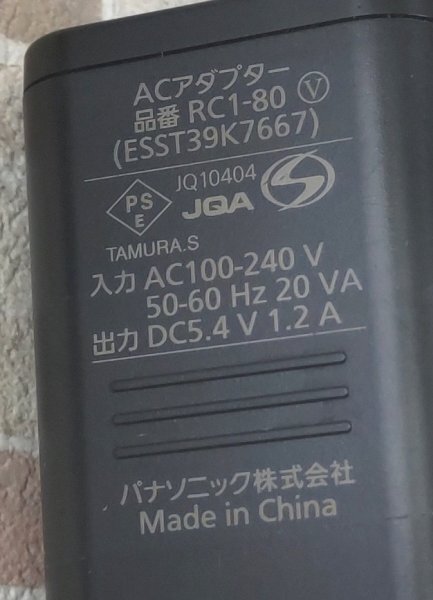 ACアダプター
品番 RC1-80 Ⓥ
(ESST39K7667)
PS
E
JQ10404
JQA
TAMURA.S
入力 AC100-240 V
50-60 Hz 20 VA
出力 DC5.4 V 1.2 A
パナソニック株式会社
Made in China